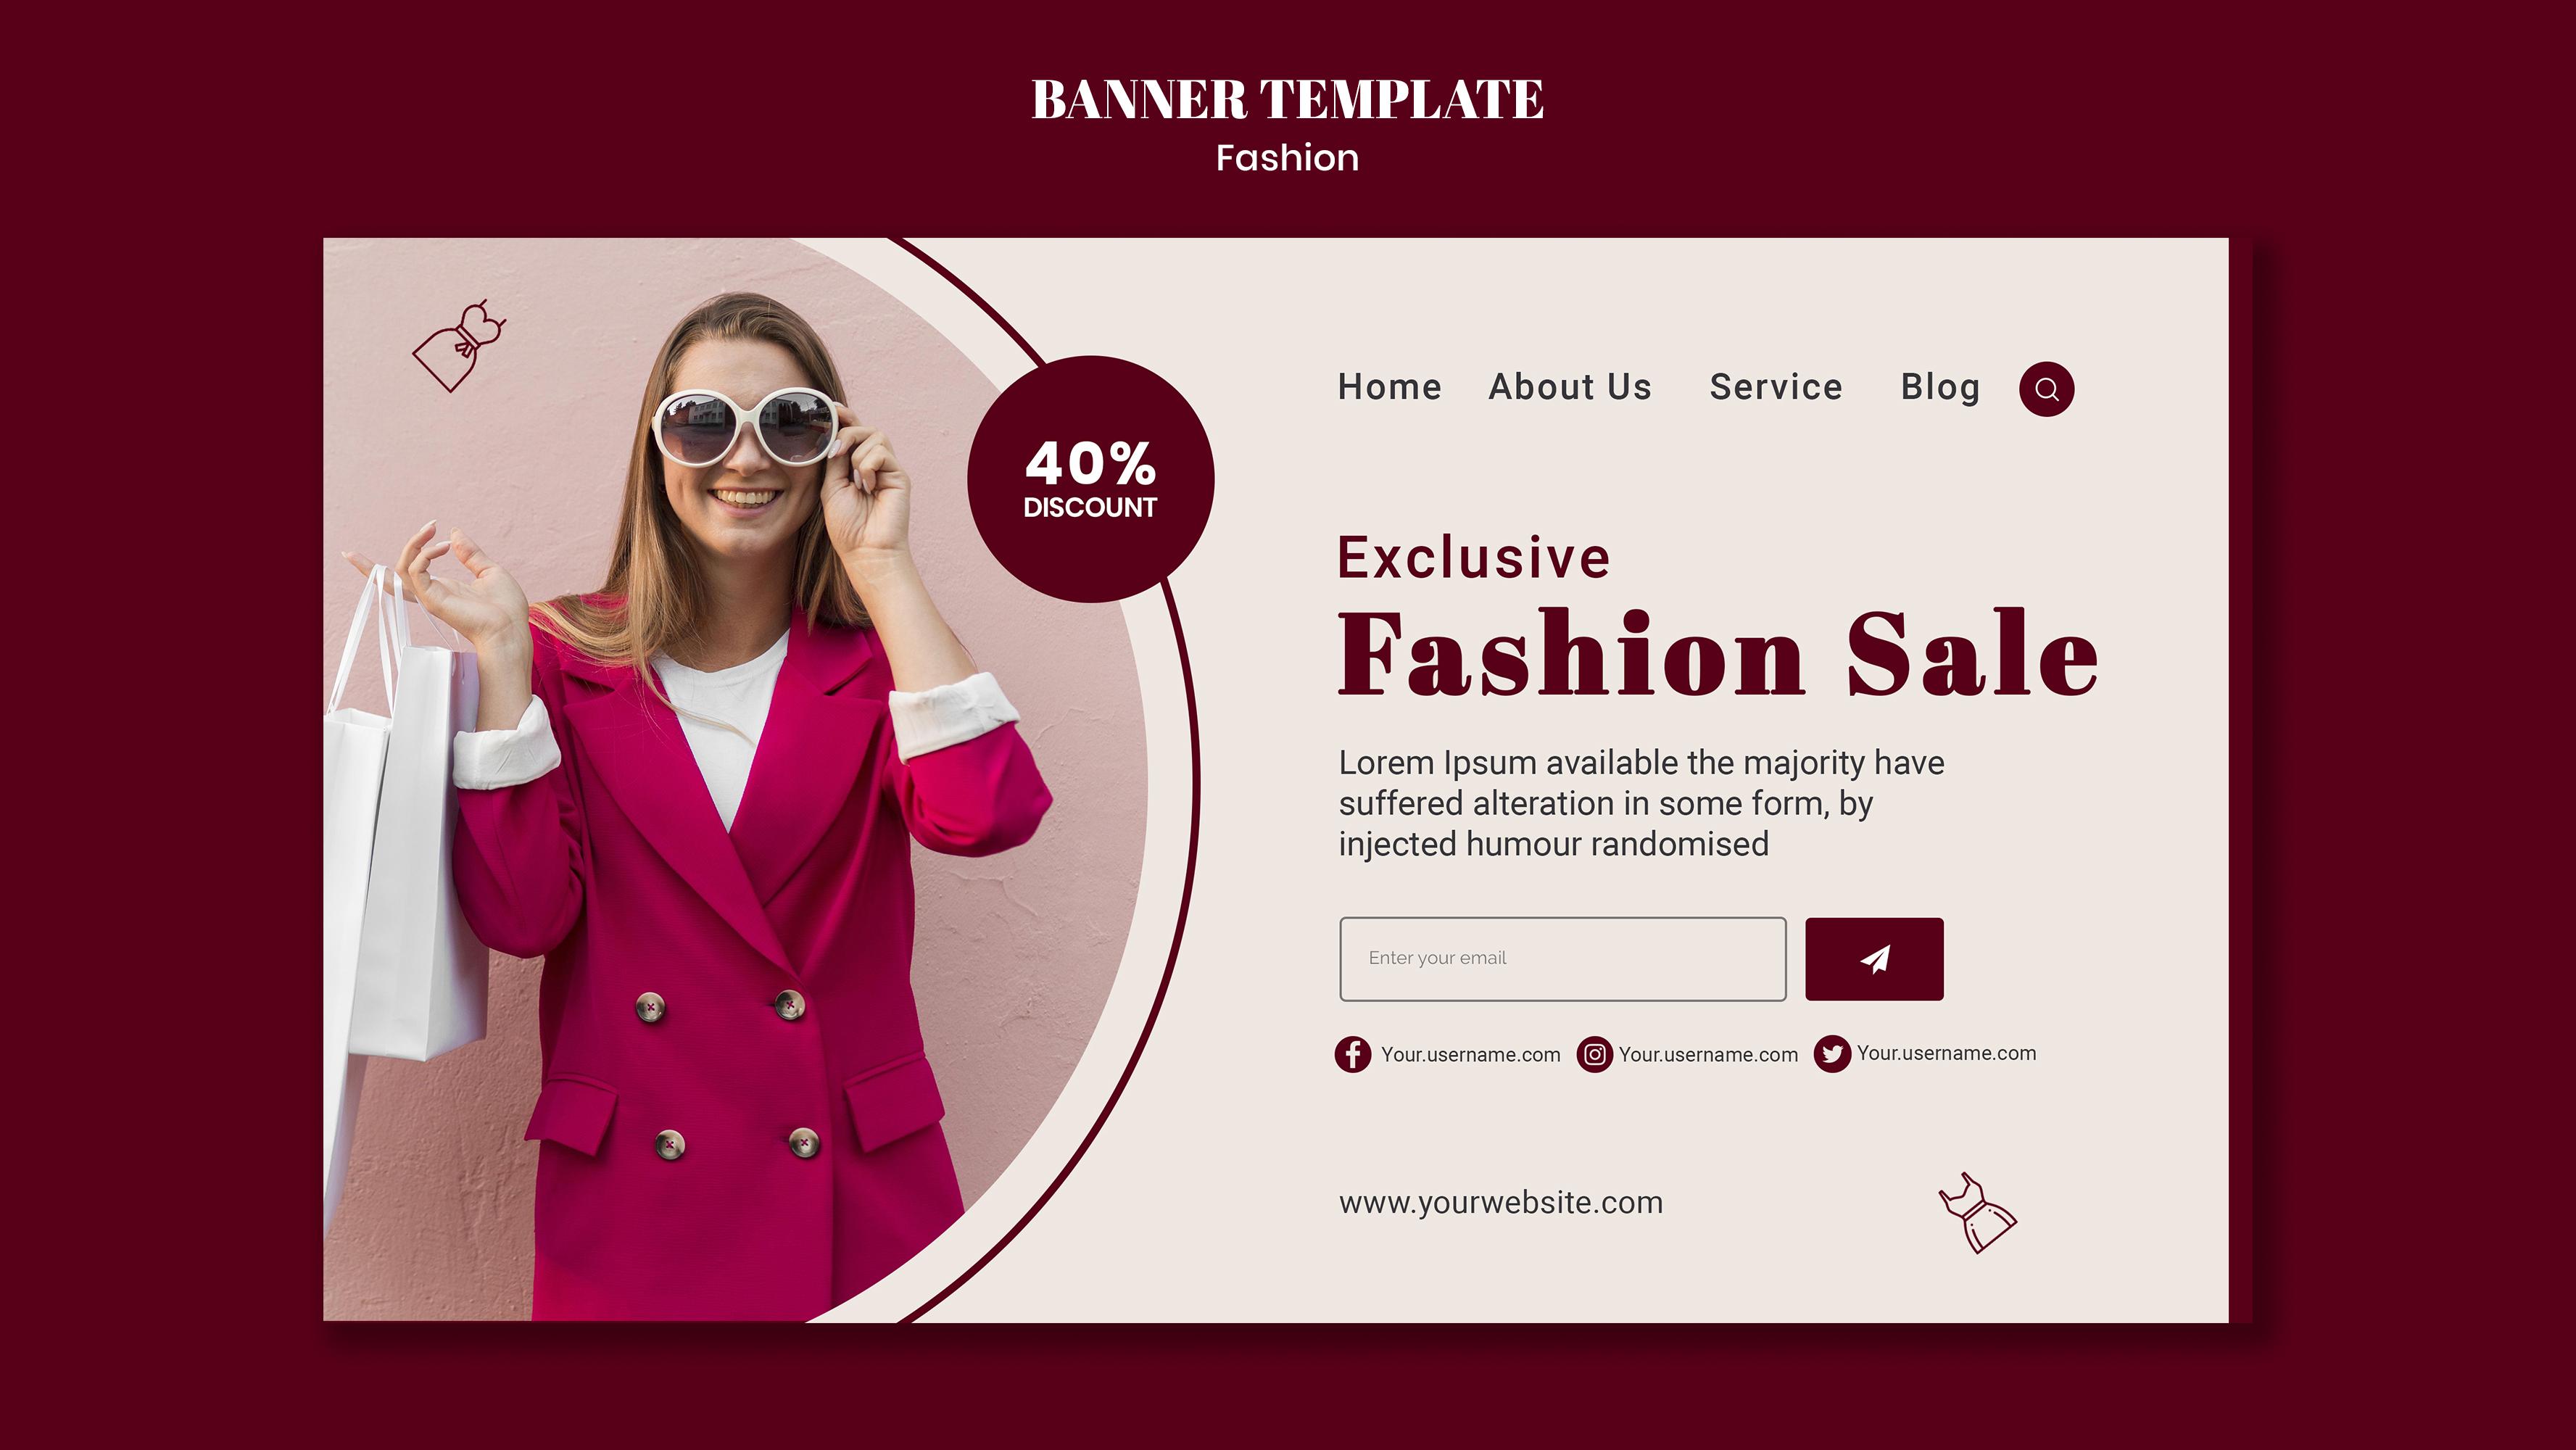 BANNER TEMPLATE
Fashion
40%
DISCOUNT
Home About Us Service Blog
Exclusive
Fashion Sale
Lorem Ipsum available the majority have
suffered alteration in some form, by
injected humour randomised
Enter your email
Your.username.com Your.username.com Your.username.com
www.yourwebsite.com